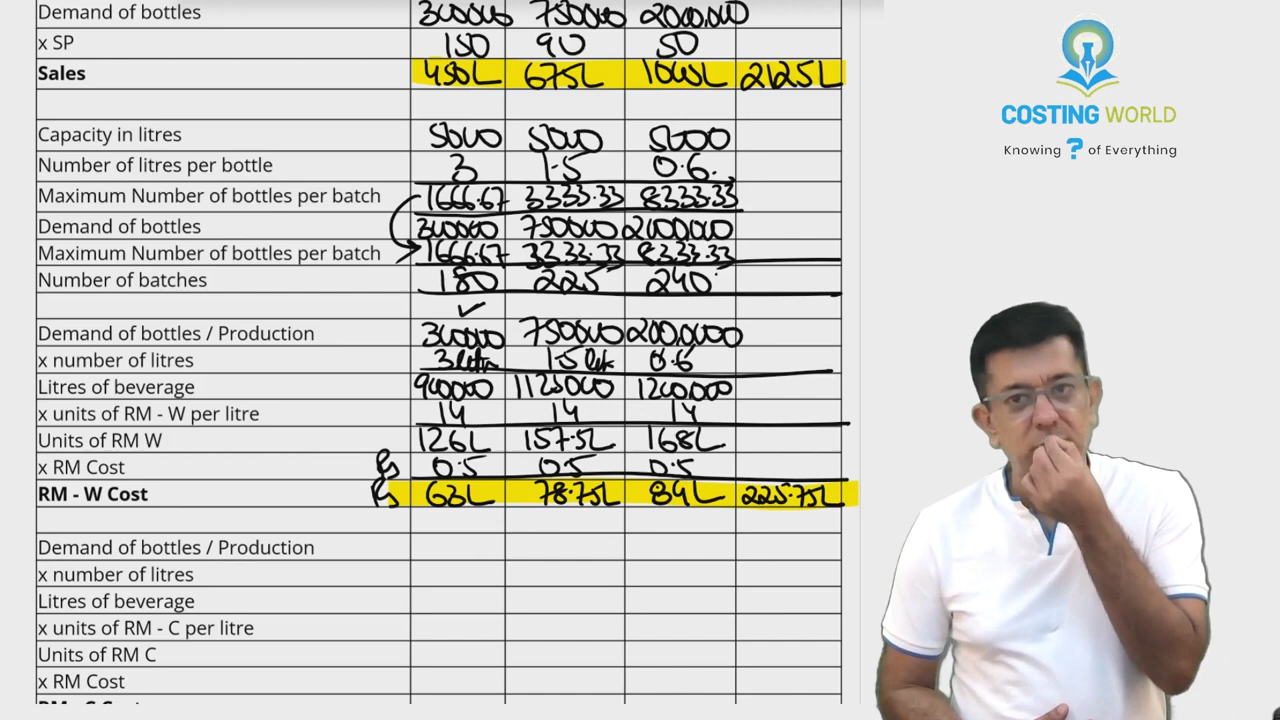 Demand of bottles 300000 750000 2000,000
x SP 150 90 50
Sales 450L 675L 1000L 2125L
Capacity in litres 5000 5000 5000
Number of litres per bottle 3 1.5 0.6
Maximum Number of bottles per batch 1666.67 3333.33 8333.33
Demand of bottles 300000 750000 2000000
Maximum Number of bottles per batch 1666.67 3333.33 8333.33
Number of batches 180 225 240
Demand of bottles / Production 300000 750000 2000000
x number of litres 3 1.5 0.6
Litres of beverage 900000 1125000 1200,000
x units of RM - W per litre 14 14 14
Units of RM W 126L 157.5L 168L
x RM Cost Rs 0.5 0.5 0.5
RM - W Cost Rs 63L 78.75L 84L 225.75L
Demand of bottles / Production
x number of litres
Litres of beverage
x units of RM - C per litre
Units of RM C
x RM Cost
COSTING WORLD
Knowing ? of Everything